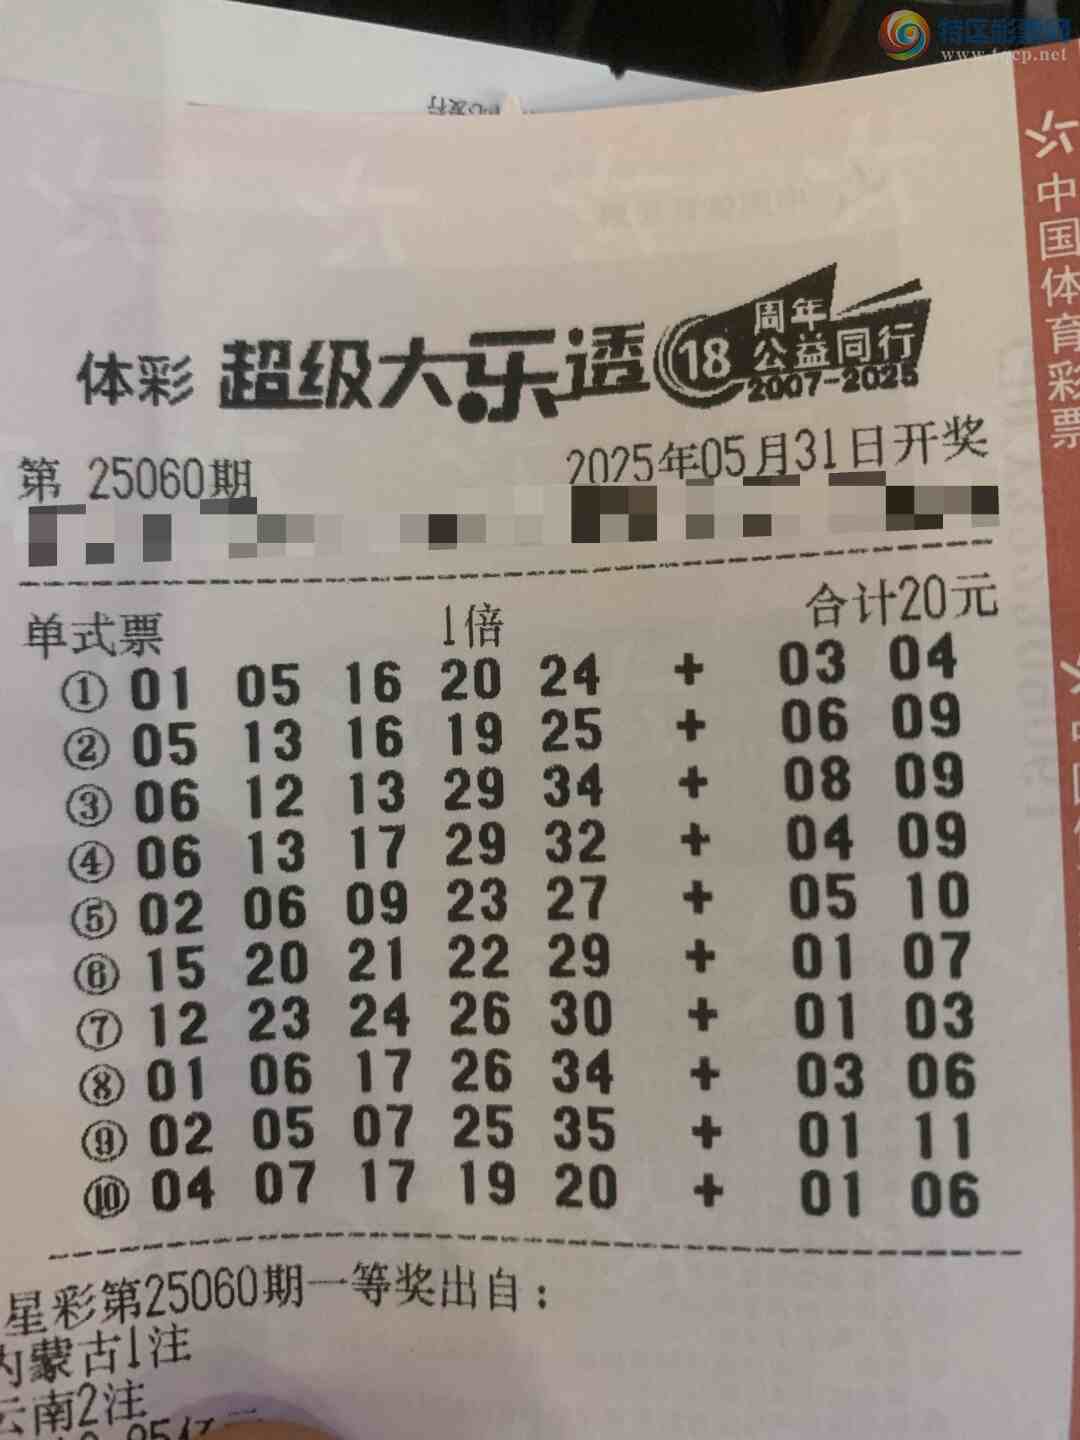 特区彩票网
www.tqcp.net
中国体育彩票
体彩 超级大乐透 18周年 公益同行 2007-2025
第 25060期 2025年05月31日开奖
单式票 1倍 合计20元
① 01 05 16 20 24 + 03 04
② 05 13 16 19 25 + 06 09
③ 06 12 13 29 34 + 08 09
④ 06 13 17 29 32 + 04 09
⑤ 02 06 09 23 27 + 05 10
⑥ 15 20 21 22 29 + 01 07
⑦ 12 23 24 26 30 + 01 03
⑧ 01 06 17 26 34 + 03 06
⑨ 02 05 07 25 35 + 01 11
⑩ 04 07 17 19 20 + 01 06
星彩第25060期一等奖出自：
内蒙古1注
云南2注